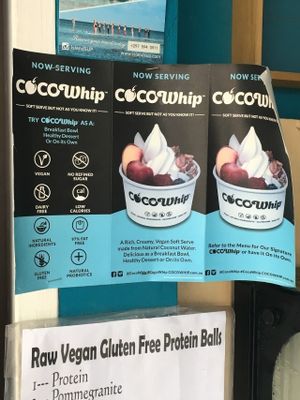 NOW SERVING
COCOWhip
SOFT SERVE BUT NOT AS YOU KNOW IT!
TRY COCOWhip AS A:
Breakfast Bowl
Healthy Dessert
Or On Its Own
VEGAN
NO REFINED
SUGAR
DAIRY
FREE
LOW
CALORIES
NATURAL
INGREDIENTS
97% FAT
FREE
GLUTEN
FREE
NATURAL
PROBIOTICS
NOW SERVING
COCOWhip
SOFT SERVE BUT NOT AS YOU KNOW IT!
COCOWhip
A Rich, Creamy, Vegan Soft Serve
made from Natural Coconut Water.
Delicious as a Breakfast Bowl,
Healthy Dessert or On Its Own.
NOW SERVING
COCOWhip
SOFT SERVE BUT NOT AS YOU KNOW IT!
COCOWhip
Refer to the Menu for Our Signature
COCOWhip or have it On Its Own.
Raw Vegan Gluten Free Protein Balls
1--- Protein
Pommegranite